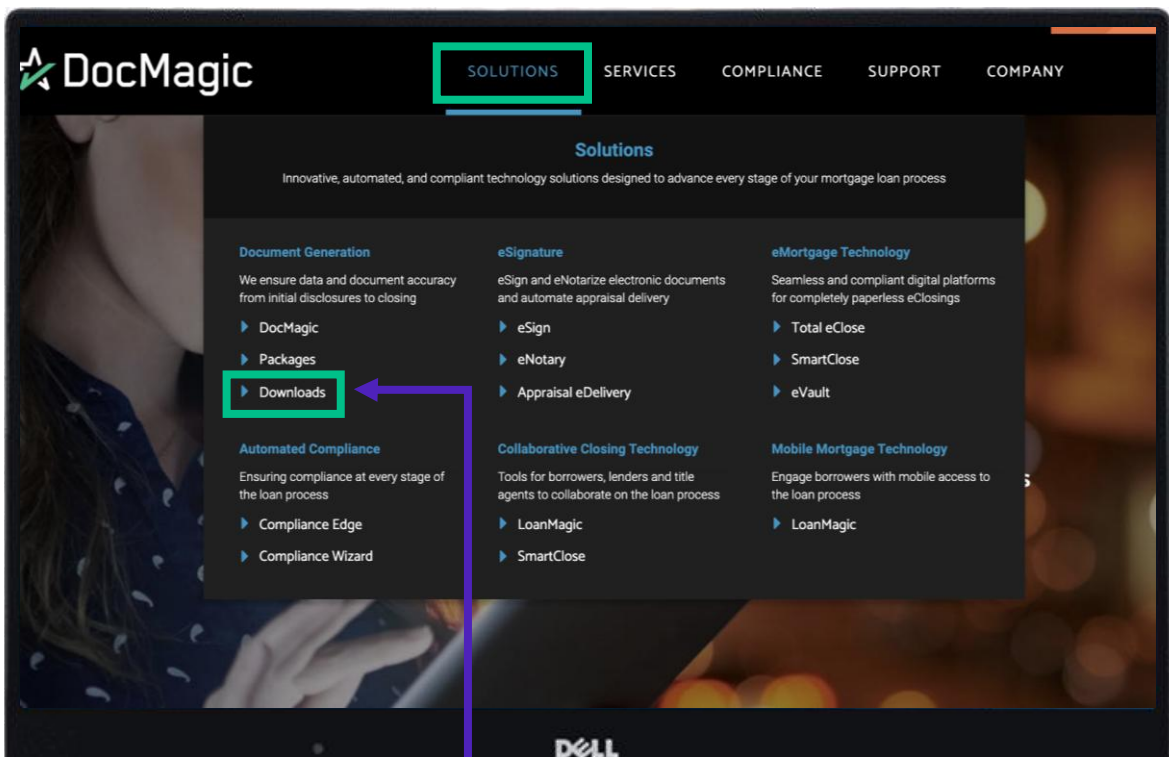 DocMagic
SOLUTIONS SERVICES COMPLIANCE SUPPORT COMPANY
Solutions
Innovative, automated, and compliant technology solutions designed to advance every stage of your mortgage loan process
Document Generation
We ensure data and document accuracy
from initial disclosures to closing
DocMagic
Packages
Downloads
eSignature
eSign and eNotarize electronic documents
and automate appraisal delivery
eSign
eNotary
Appraisal eDelivery
eMortgage Technology
Seamless and compliant digital platforms
for completely paperless eClosings
Total eClose
SmartClose
eVault
Automated Compliance
Ensuring compliance at every stage of
the loan process
Compliance Edge
Compliance Wizard
Collaborative Closing Technology
Tools for borrowers, lenders and title
agents to collaborate on the loan process
LoanMagic
SmartClose
Mobile Mortgage Technology
Engage borrowers with mobile access to
the loan process
LoanMagic
DELL